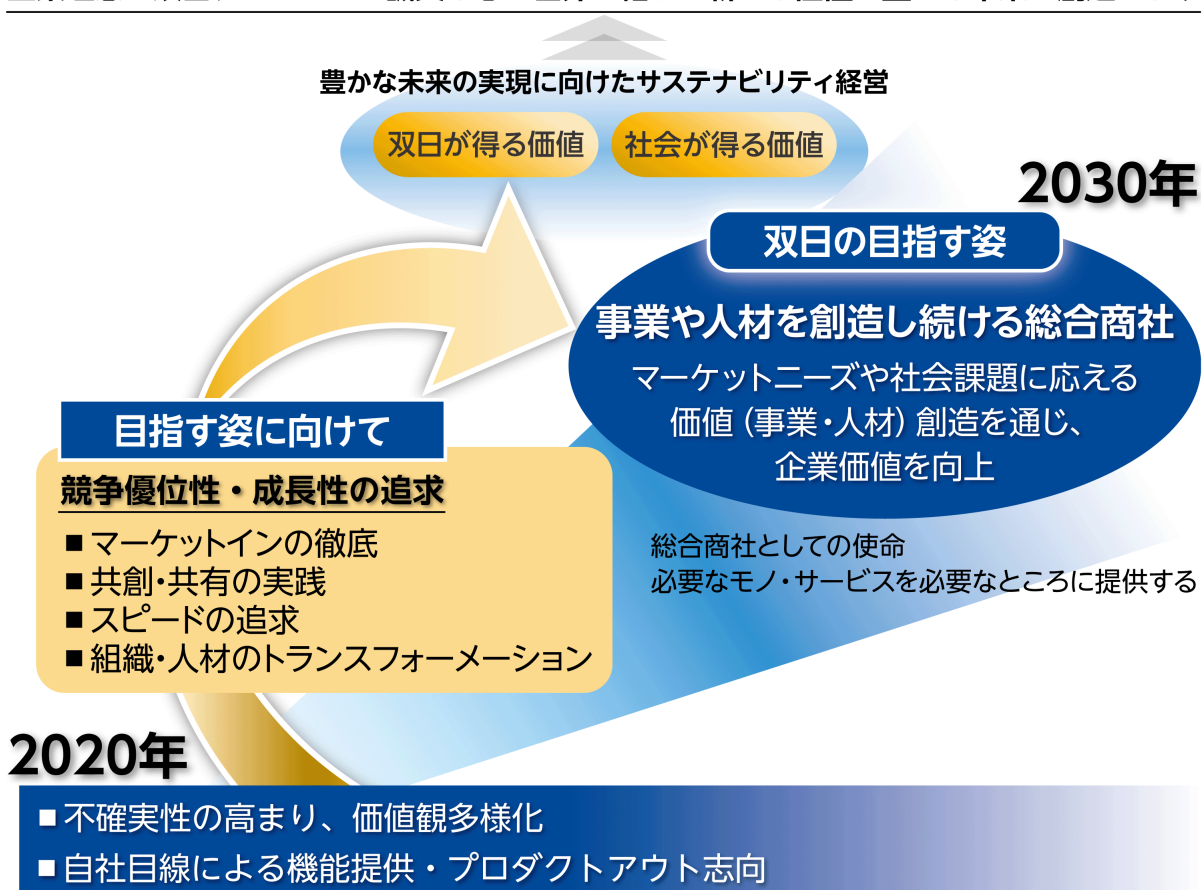 豊かな未来の実現に向けたサステナビリティ経営
双日が得る価値 社会が得る価値
2030年
双日の目指す姿
事業や人材を創造し続ける総合商社
マーケットニーズや社会課題に応える
価値（事業・人材）創造を通じ、
企業価値を向上
目指す姿に向けて
競争優位性・成長性の追求
■マーケットインの徹底
■共創・共有の実践
■スピードの追求
■組織・人材のトランスフォーメーション
総合商社としての使命
必要なモノ・サービスを必要なところに提供する
2020年
■不確実性の高まり、価値観多様化
■自社目線による機能提供・プロダクトアウト志向